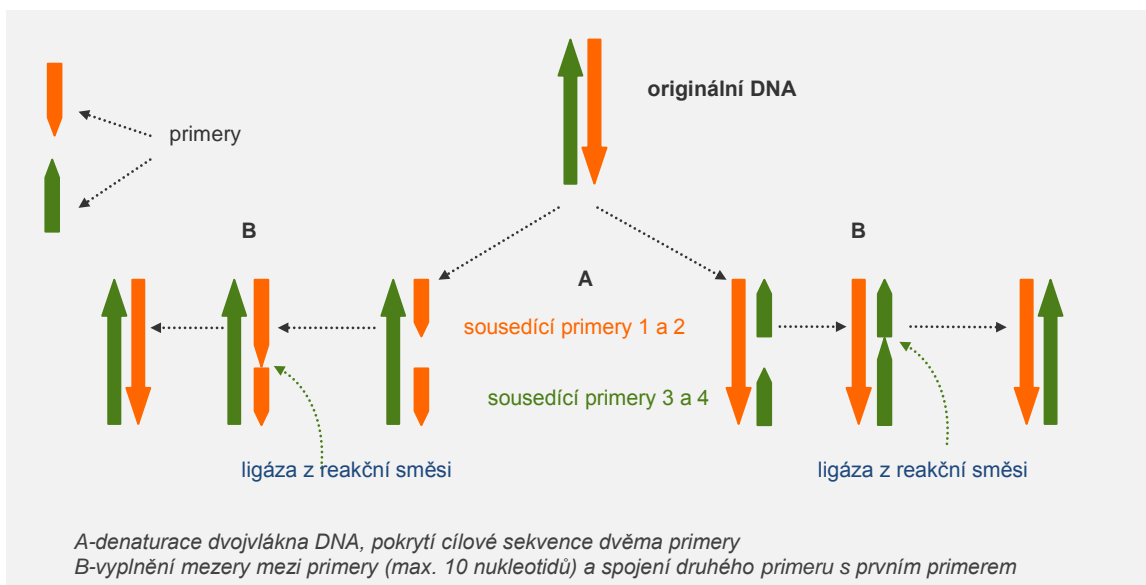 originální DNA
primery
B
B
A
sousedící primery 1 a 2
sousedící primery 3 a 4
ligáza z reakční směsi
ligáza z reakční směsi
A-denaturace dvojvlákna DNA, pokrytí cílové sekvence dvěma primery
B-vyplnění mezery mezi primery (max. 10 nukleotidů) a spojení druhého primeru s prvním primerem